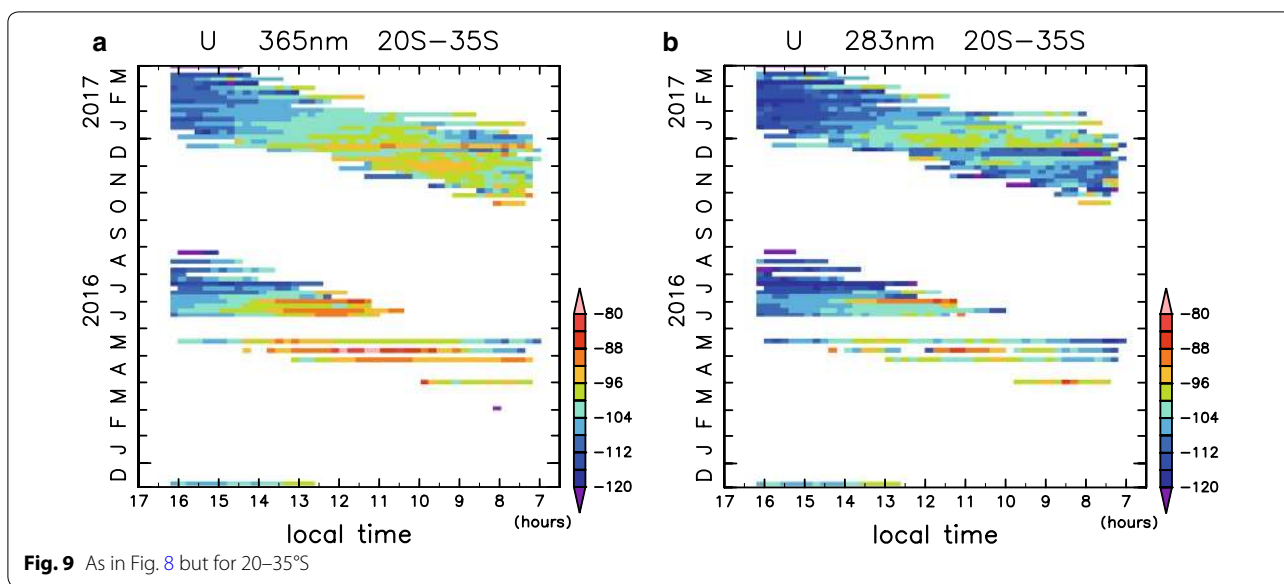 a U 365nm 20S−35S
b U 283nm 20S−35S
2017
M
F
J
D
N
O
S
A
J
J
M
A
M
F
J
D
2016
−80
−88
−96
−104
−112
−120
17 16 15 14 13 12 11 10 9 8 7
local time
(hours)
2017
M
F
J
D
N
O
S
A
J
J
M
A
M
F
J
D
2016
−80
−88
−96
−104
−112
−120
17 16 15 14 13 12 11 10 9 8 7
local time
(hours)
Fig. 9 As in Fig. 8 but for 20–35°S